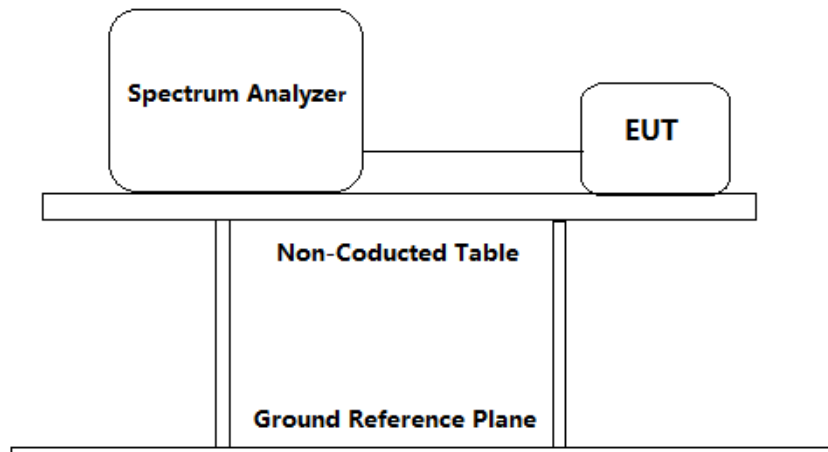 Spectrum Analyzer
EUT
Non-Coducted Table
Ground Reference Plane